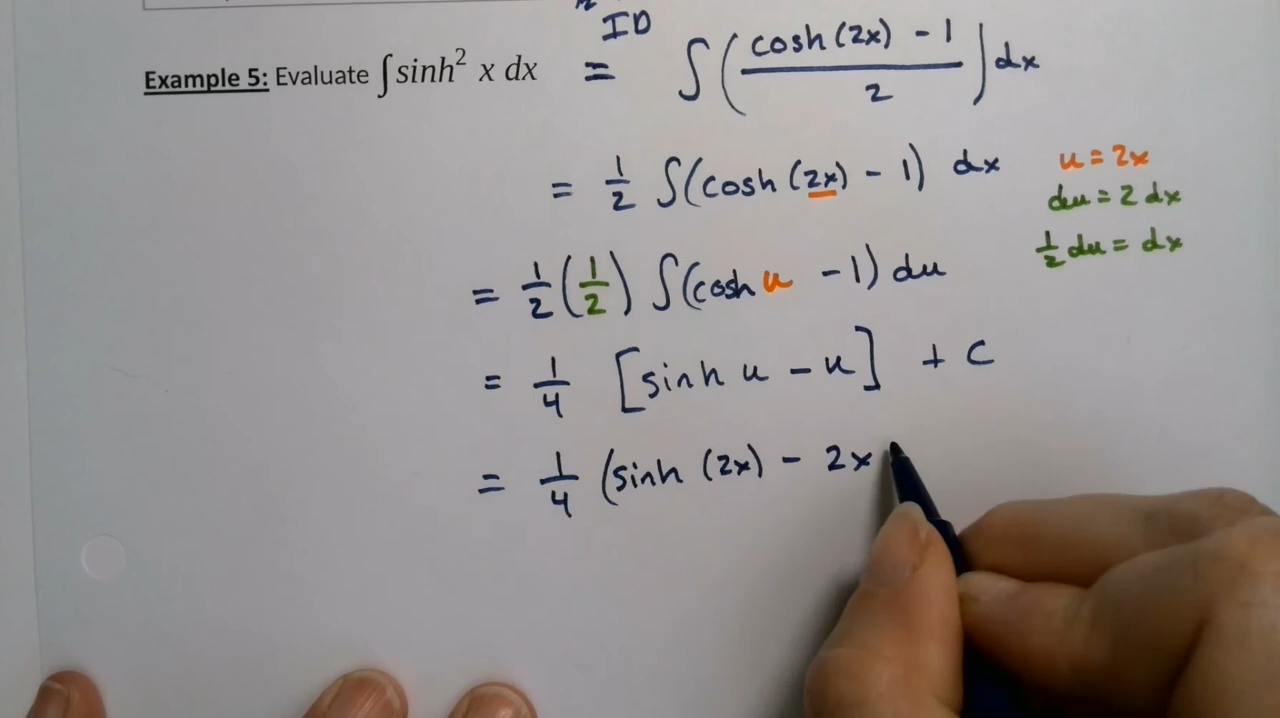 ID
Example 5: Evaluate ∫ sinh² x dx = ∫ ( (cosh(2x) - 1) / 2 ) dx
= 1/2 ∫(cosh (2x) - 1) dx
u = 2x
du = 2 dx
1/2 du = dx
= 1/2 (1/2) ∫(cosh u - 1) du
= 1/4 [sinh u - u] + C
= 1/4 (sinh (2x) - 2x